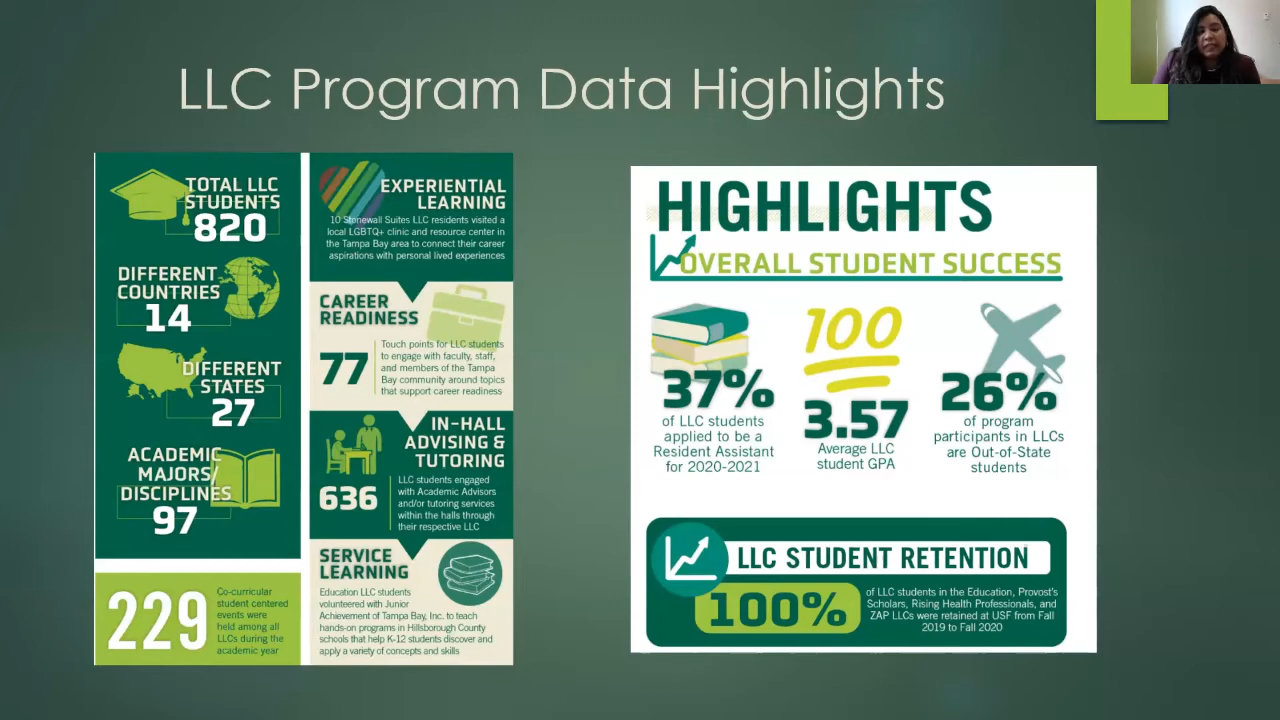 LLC Program Data Highlights
TOTAL LLC
STUDENTS
820
DIFFERENT
COUNTRIES
14
DIFFERENT
STATES
27
ACADEMIC
MAJORS/
DISCIPLINES
97
229
Co-curricular
student centered
events were
held among all
LLCs during the
academic year
EXPERIENTIAL
LEARNING
10 Stonewall Suites LLC residents visited a
local LGBTQ+ clinic and resource center in
the Tampa Bay area to connect their career
aspirations with personal lived experiences
CAREER
READINESS
77
Touch points for LLC students
to engage with faculty, staff,
and members of the Tampa
Bay community around topics
that support career readiness
IN-HALL
ADVISING &
TUTORING
636
LLC students engaged
with Academic Advisors
and/or tutoring services
within the halls through
their respective LLC
SERVICE
LEARNING
Education LLC students
volunteered with Junior
Achievement of Tampa Bay, Inc. to teach
hands-on programs in Hillsborough County
schools that help K-12 students discover and
apply a variety of concepts and skills
HIGHLIGHTS
OVERALL STUDENT SUCCESS
37%
of LLC students
applied to be a
Resident Assistant
for 2020-2021
100
3.57
Average LLC
student GPA
26%
of program
participants in LLCs
are Out-of-State
students
LLC STUDENT RETENTION
100%
of LLC students in the Education, Provost's
Scholars, Rising Health Professionals, and
ZAP LLCs were retained at USF from Fall
2019 to Fall 2020